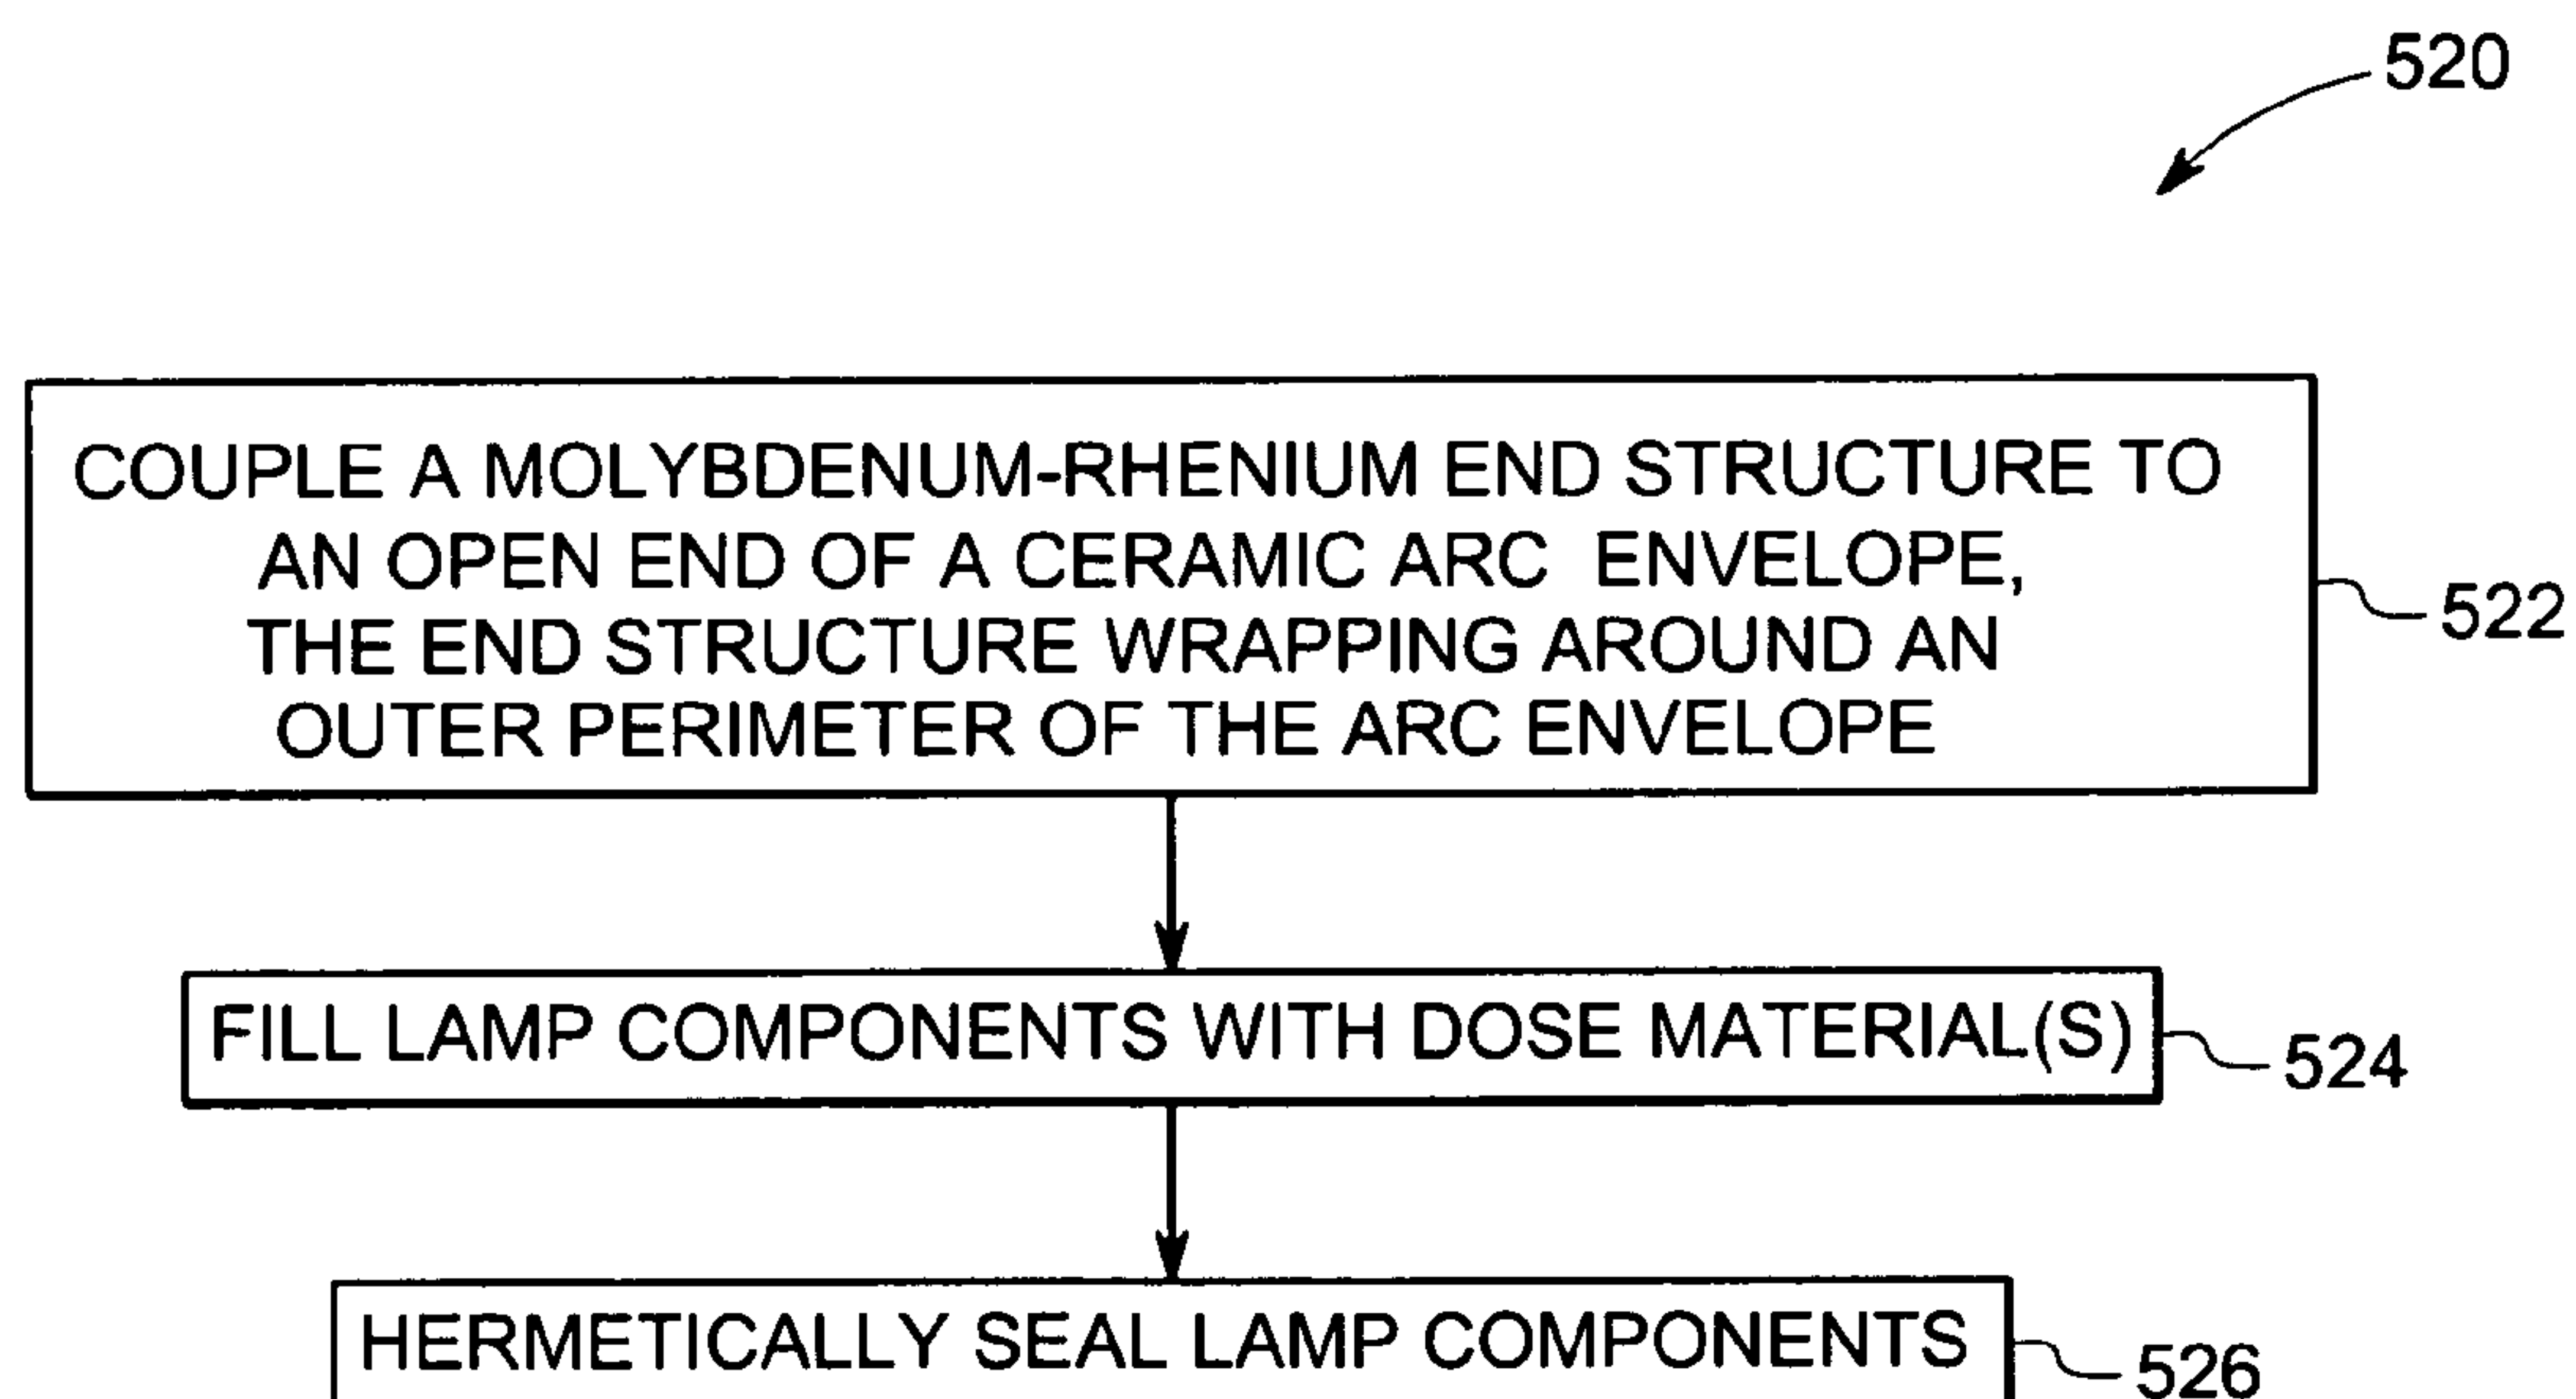 520
COUPLE A MOLYBDENUM-RHENIUM END STRUCTURE TO
AN OPEN END OF A CERAMIC ARC ENVELOPE,
THE END STRUCTURE WRAPPING AROUND AN
OUTER PERIMETER OF THE ARC ENVELOPE
522
FILL LAMP COMPONENTS WITH DOSE MATERIAL(S)
524
HERMETICALLY SEAL LAMP COMPONENTS
526